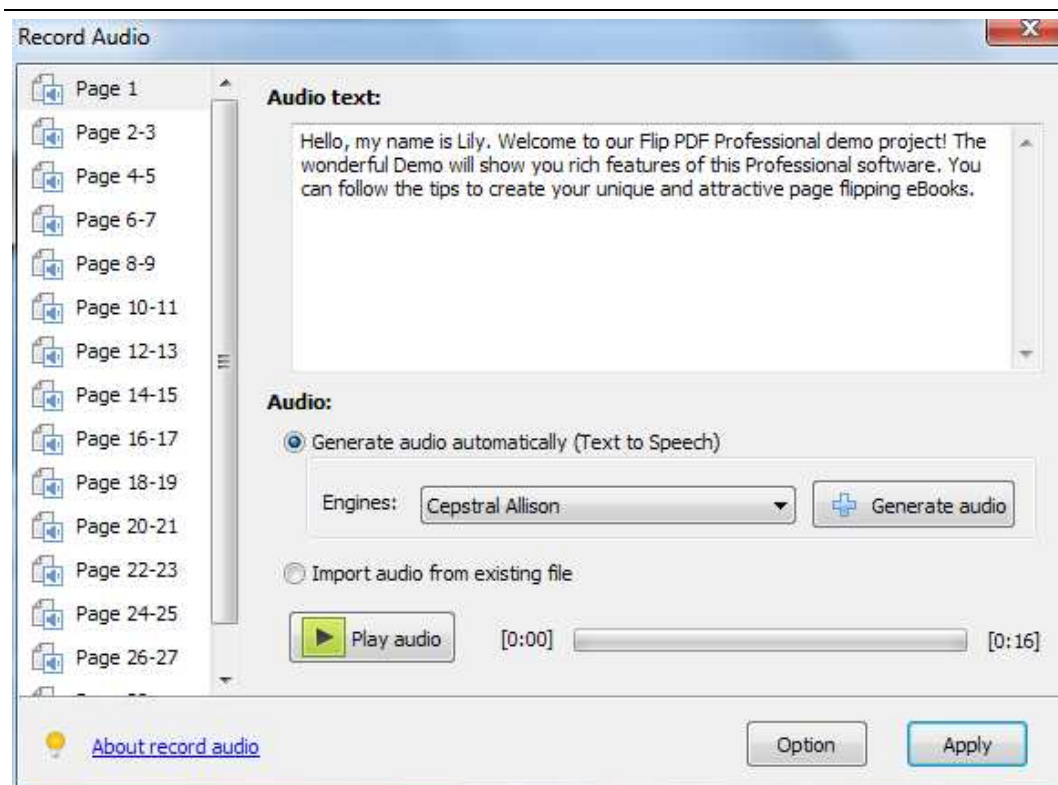 Record Audio
Page 1
Page 2-3
Page 4-5
Page 6-7
Page 8-9
Page 10-11
Page 12-13
Page 14-15
Page 16-17
Page 18-19
Page 20-21
Page 22-23
Page 24-25
Page 26-27
Audio text:
Hello, my name is Lily. Welcome to our Flip PDF Professional demo project! The
wonderful Demo will show you rich features of this Professional software. You
can follow the tips to create your unique and attractive page flipping eBooks.
Audio:
Generate audio automatically (Text to Speech)
Engines: Cepstral Allison Generate audio
Import audio from existing file
Play audio [0:00] [0:16]
About record audio Option Apply